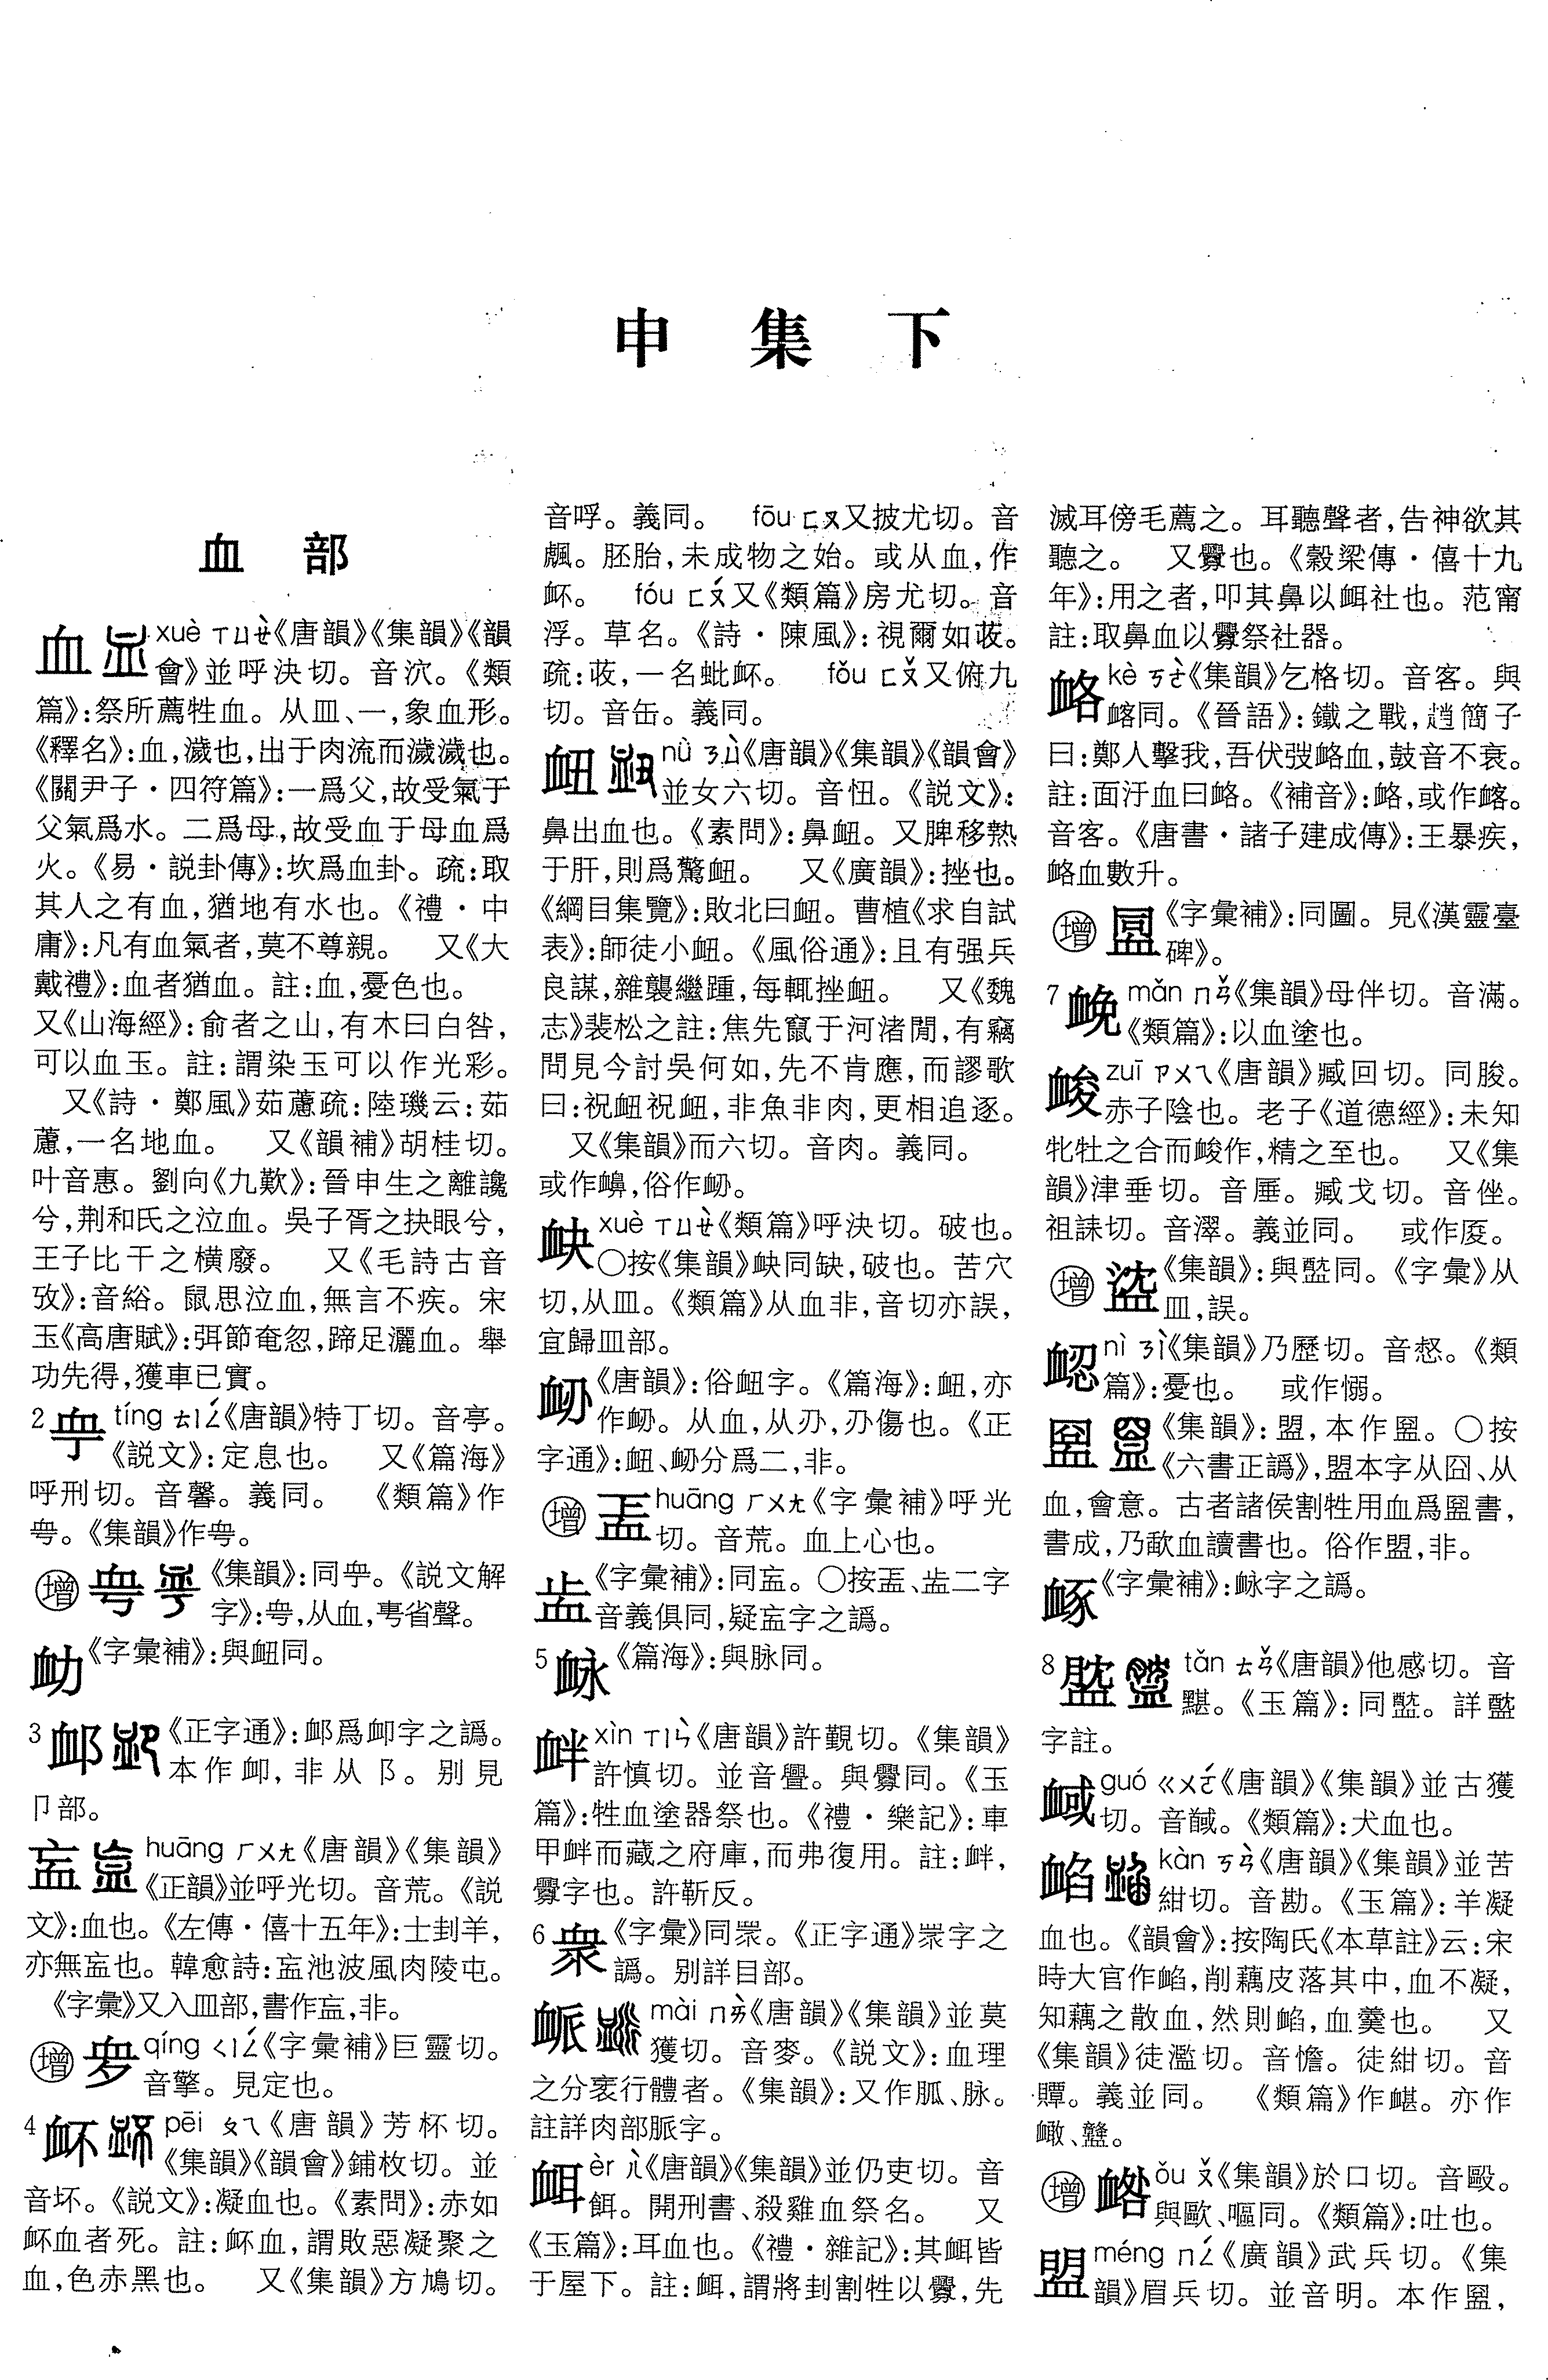 申集下
血部
血 xuè ㄒㄩㄝˋ《唐韻》《集韻》《韻
會》並呼決切。音泬。《類
篇》:祭所薦牲血。从皿、一,象血形。
《釋名》:血,濊也,出于肉流而濊濊也。
《關尹子·四符篇》:一爲父,故受氣于
父氣爲水。二爲母,故受血于母血爲
火。《易·説卦傳》:坎爲血卦。疏:取
其人之有血,猶地有水也。《禮·中
庸》:凡有血氣者,莫不尊親。 又《大
戴禮》:血者猶血。註:血,憂色也。
又《山海經》:俞者之山,有木曰白䓘,
可以血玉。註:謂染玉可以作光彩。
又《詩·鄭風》茹藘疏:陸璣云:茹
藘,一名地血。 又《韻補》胡桂切。
叶音惠。劉向《九歎》:晉申生之離讒
兮,荆和氏之泣血。吳子胥之抉眼兮,
王子比干之横廢。 又《毛詩古音
攷》:音綌。鼠思泣血,無言不疾。宋
玉《高唐賦》:弭節奄忽,蹄足灑血。舉
功先得,獲車已實。
2 甹 tíng ㄊㄧㄥˊ《唐韻》特丁切。音亭。
《説文》:定息也。 又《篇海》
呼刑切。音馨。義同。 《類篇》作
。《集韻》作。
增 《集韻》:同。《説文解
字》:,从血,甹省聲。
衂 《字彙補》:與衄同。
3 䘏 《正字通》:爲卹字之譌。
本作卹,非从阝。别見
卩部。
衁 huāng ㄏㄨㄤ《唐韻》《集韻》
《正韻》並呼光切。音荒。《説
文》:血也。《左傳·僖十五年》:士刲羊,
亦無衁也。韓愈詩:衁池波風肉陵屯。
《字彙》又入皿部,書作㿿,非。
增 qíng ㄑㄧㄥˊ《字彙補》巨靈切。
音擎。見定也。
4 衃 pēi ㄆㄟ《唐韻》芳杯切。
《集韻》《韻會》鋪枚切。並
音坏。《説文》:凝血也。《素問》:赤如
衃血者死。註:衃血,謂敗惡凝聚之
血,色赤黑也。 又《集韻》方鳩切。
音呼。義同。 fōu ㄈㄡ又披尤切。音
飊。胚胎,未成物之始。或从血,作
衃。 fóu ㄈㄡˊ又《類篇》房尤切。音
浮。草名。《詩·陳風》:視爾如荍。
疏:荍,一名蚍衃。 fǒu ㄈㄡˇ又俯九
切。音缶。義同。
衄 nǜ ㄋㄩˋ《唐韻》《集韻》《韻會》
並女六切。音忸。《説文》:
鼻出血也。《素問》:鼻衄。又脾移熱
于肝,則爲驚衄。 又《廣韻》:挫也。
《綱目集覽》:敗北曰衄。曹植《求自試
表》:師徒小衄。《風俗通》:且有强兵
良謀,雜襲繼踵,每輒挫衄。 又《魏
志》裴松之註:焦先竄于河渚間,有竊
問見今討吳何如,先不肯應,而謬歌
曰:祝衄祝衄,非魚非肉,更相追逐。
又《集韻》而六切。音肉。義同。
或作䶊,俗作衂。
䘐 xuè ㄒㄩㄝˋ《類篇》呼決切。破也。
〇按《集韻》䘐同缺,破也。苦穴
切,从皿。《類篇》从血非,音切亦誤,
宜歸皿部。
衂 《唐韻》:俗衄字。《篇海》:衄,亦
作衂。从血,从刅,刅傷也。《正
字通》:衄、衂分爲二,非。
增 huāng ㄏㄨㄤ《字彙補》呼光
切。音荒。血上心也。
《字彙補》:同衁。〇按、二字
音義俱同,疑衁字之譌。
5 䘑 《篇海》:與脉同。
衅 xìn ㄒㄧㄣˋ《唐韻》許覲切。《集韻》
許慎切。並音舋。與釁同。《玉
篇》:牲血塗器祭也。《禮·樂記》:車
甲衅而藏之府庫,而弗復用。註:衅,
釁字也。許靳反。
6 衆 《字彙》同眾。《正字通》眾字之
譌。别詳目部。
衇 mài ㄇㄞˋ《唐韻》《集韻》並莫
獲切。音麥。《説文》:血理
之分衺行體者。《集韻》:又作脈、脉。
註詳肉部脈字。
衈 èr ㄦˋ《唐韻》《集韻》並仍吏切。音
餌。開刑書、殺雞血祭名。 又
《玉篇》:耳血也。《禮·雜記》:其衈皆
于屋下。註:衈,謂將刲割牲以釁,先
滅耳傍毛薦之。耳聽聲者,告神欲其
聽之。 又釁也。《穀梁傳·僖十九
年》:用之者,叩其鼻以衈社也。范甯
註:取鼻血以釁祭社器。
衉 kè ㄎㄜˋ《集韻》乞格切。音客。與
喀同。《晉語》:鐵之戰,趙簡子
曰:鄭人擊我,吾伏弢衉血,鼓音不衰。
註:面汙血曰衉。《補音》:衉,或作喀。
音客。《唐書·諸子建成傳》:王暴疾,
衉血數升。
增 《字彙補》:同圖。見《漢靈臺
碑》。
7 mǎn ㄇㄢˇ《集韻》母伴切。音滿。
《類篇》:以血塗也。
朘 zuī ㄗㄨㄟ《唐韻》臧回切。同朘。
赤子陰也。老子《道德經》:未知
牝牡之合而峻作,精之至也。 又《集
韻》津垂切。音厜。臧戈切。音侳。
祖誄切。音澤。義並同。 或作㕙。
增 《集韻》:與䘓同。《字彙》从
皿,誤。
nì ㄋㄧˋ《集韻》乃歷切。音惄。《類
篇》:憂也。 或作愵。
衋 《集韻》:盟,本作盟。〇按
《六書正譌》,盟本字从囧、从
血,會意。古者諸侯割牲用血爲盟書,
書成,乃歃血讀書也。俗作盟,非。
《字彙補》:䘑字之譌。
8 䘓 tǎn ㄊㄢˇ《唐韻》他感切。音
黮。《玉篇》:同䘓。詳䘓
字註。
guó ㄍㄨㄛˊ《唐韻》《集韻》並古獲
切。音馘。《類篇》:犬血也。
衉 kàn ㄎㄢˋ《唐韻》《集韻》並苦
紺切。音勘。《玉篇》:羊凝
血也。《韻會》:按陶氏《本草註》云:宋
時大官作䘓,削藕皮落其中,血不凝,
知藕之散血,然則䘓,血羹也。 又
《集韻》徒濫切。音憺。徒紺切。音
贉。義並同。 《類篇》作。亦作
䘔、。
增 ǒu ㄡˇ《集韻》於口切。音毆。
與歐、嘔同。《類篇》:吐也。
盟 méng ㄇㄥˊ《廣韻》武兵切。《集
韻》眉兵切。並音明。本作盟,